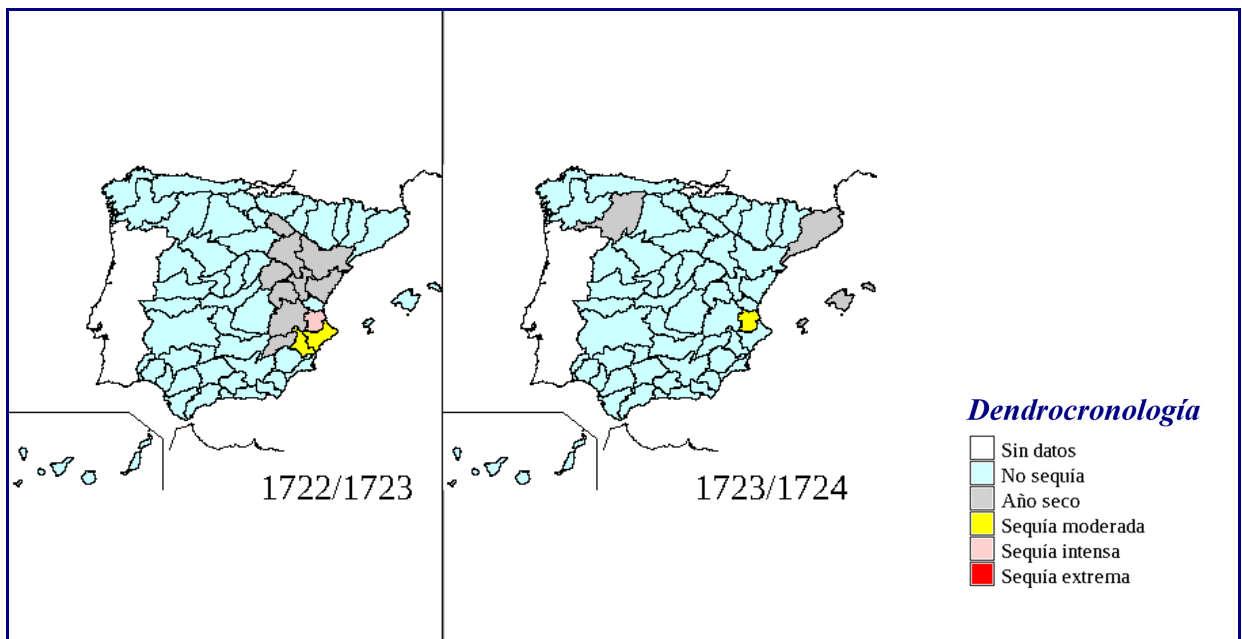 1722/1723
1723/1724
Dendrocronología
Sin datos
No sequía
Año seco
Sequía moderada
Sequía intensa
Sequía extrema